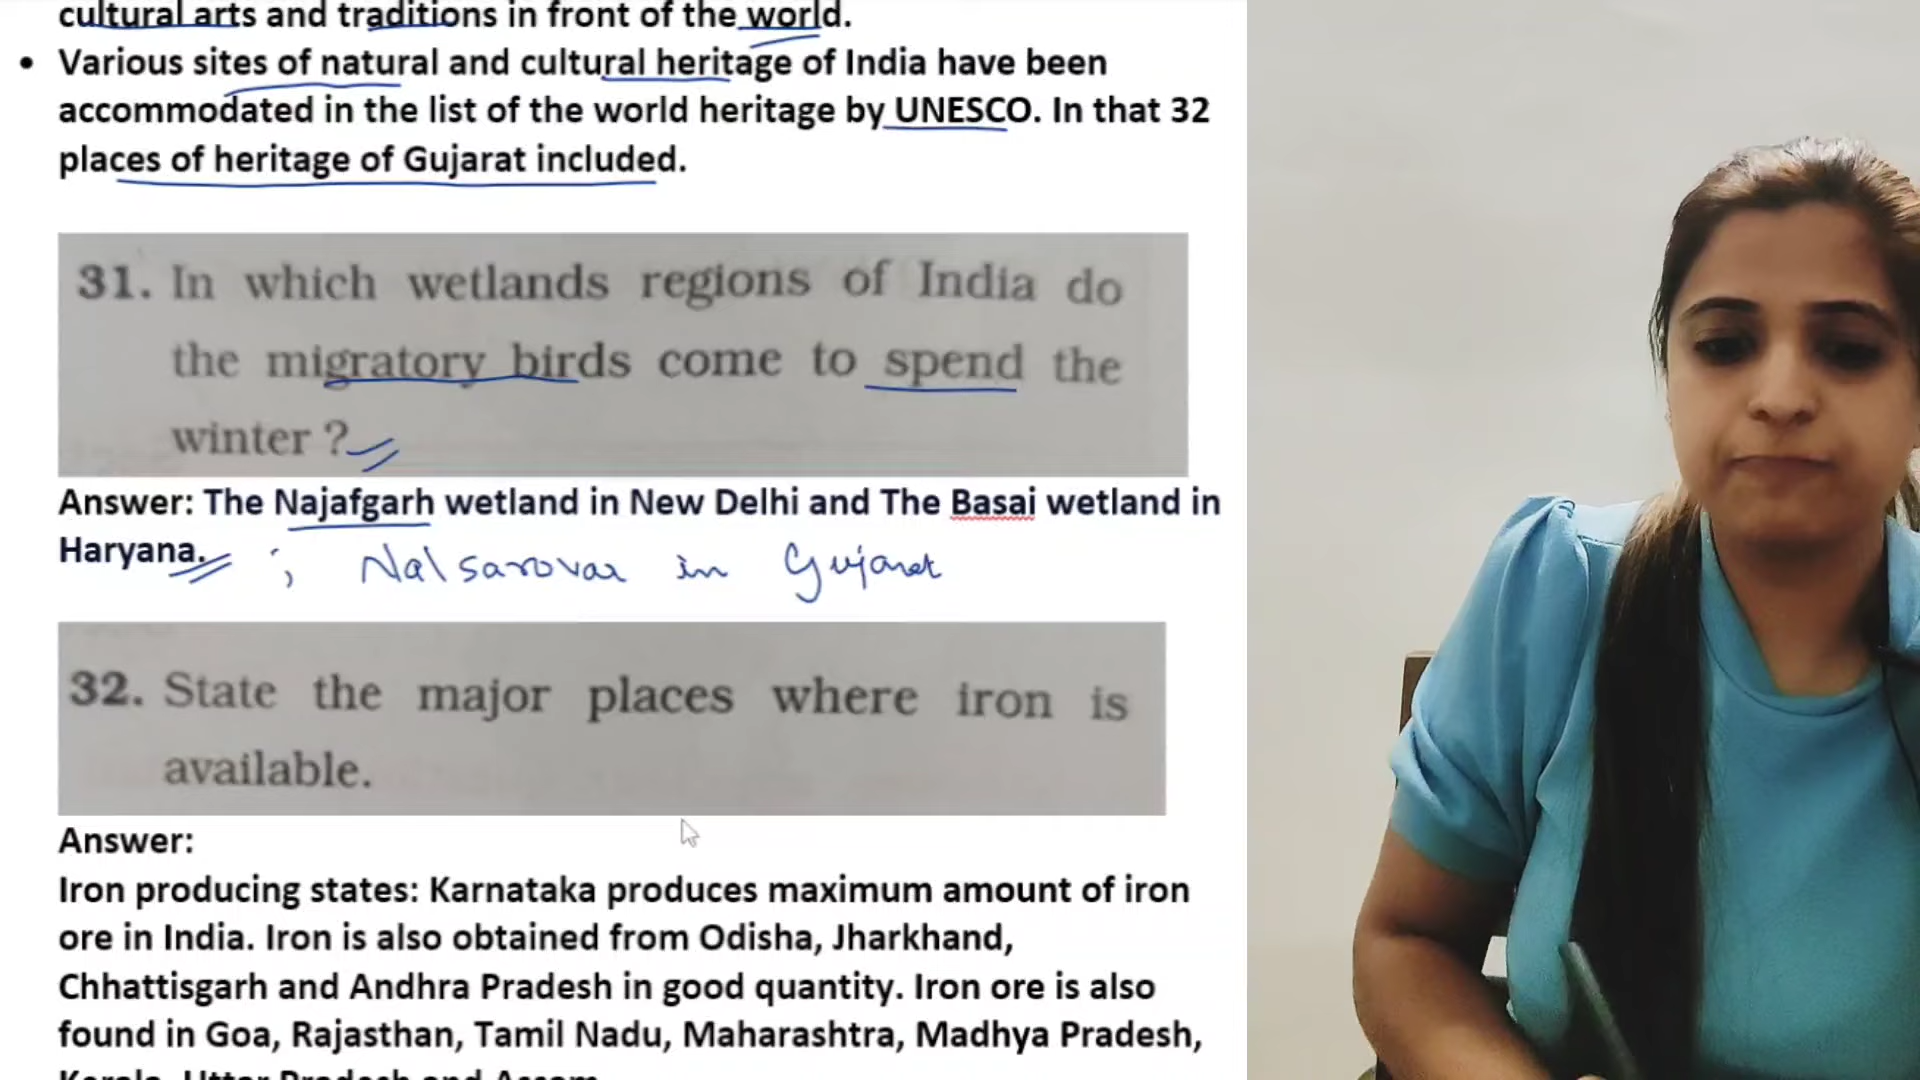 cultural arts and traditions in front of the world.
• Various sites of natural and cultural heritage of India have been
accommodated in the list of the world heritage by UNESCO. In that 32
places of heritage of Gujarat included.
31. In which wetlands regions of India do
the migratory birds come to spend the
winter ?
Answer: The Najafgarh wetland in New Delhi and The Basai wetland in
Haryana. ; Nalsarovar in Gujarat
32. State the major places where iron is
available.
Answer:
Iron producing states: Karnataka produces maximum amount of iron
ore in India. Iron is also obtained from Odisha, Jharkhand,
Chhattisgarh and Andhra Pradesh in good quantity. Iron ore is also
found in Goa, Rajasthan, Tamil Nadu, Maharashtra, Madhya Pradesh,
Kerala, Uttar Pradesh and Assam